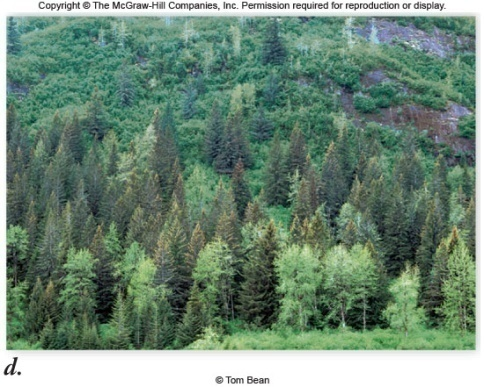 Copyright © The McGraw-Hill Companies, Inc. Permission required for reproduction or display.
d.
© Tom Bean